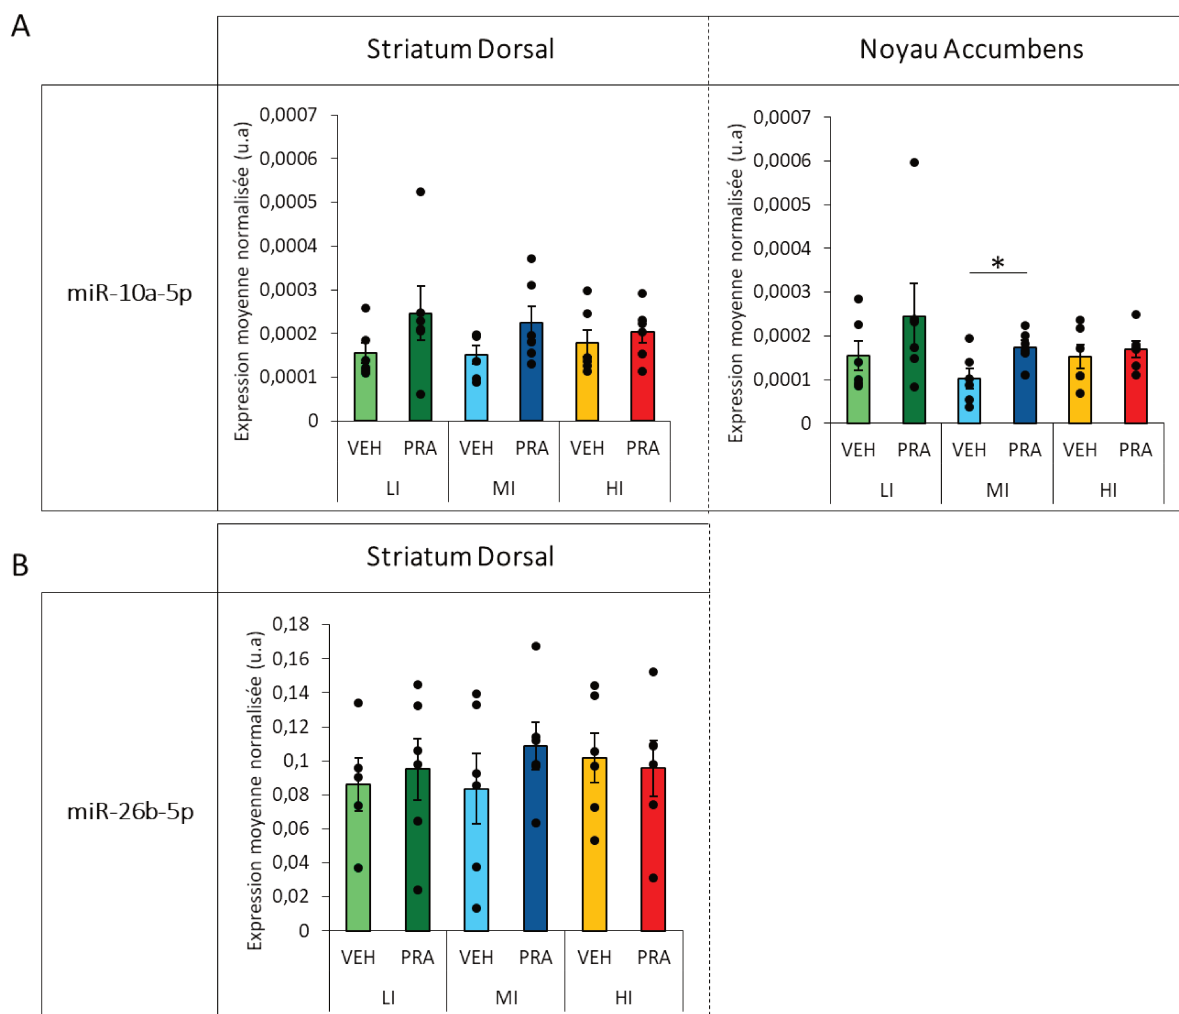 A
Striatum Dorsal
Noyau Accumbens
miR-10a-5p
Expression moyenne normalisée (u.a)
0,0007
0,0006
0,0005
0,0004
0,0003
0,0002
0,0001
0
VEH PRA VEH PRA VEH PRA
LI MI HI
Expression moyenne normalisée (u.a)
0,0007
0,0006
0,0005
0,0004
0,0003
0,0002
0,0001
0
*
VEH PRA VEH PRA VEH PRA
LI MI HI
B
Striatum Dorsal
miR-26b-5p
Expression moyenne normalisée (u.a)
0,18
0,16
0,14
0,12
0,1
0,08
0,06
0,04
0,02
0
VEH PRA VEH PRA VEH PRA
LI MI HI